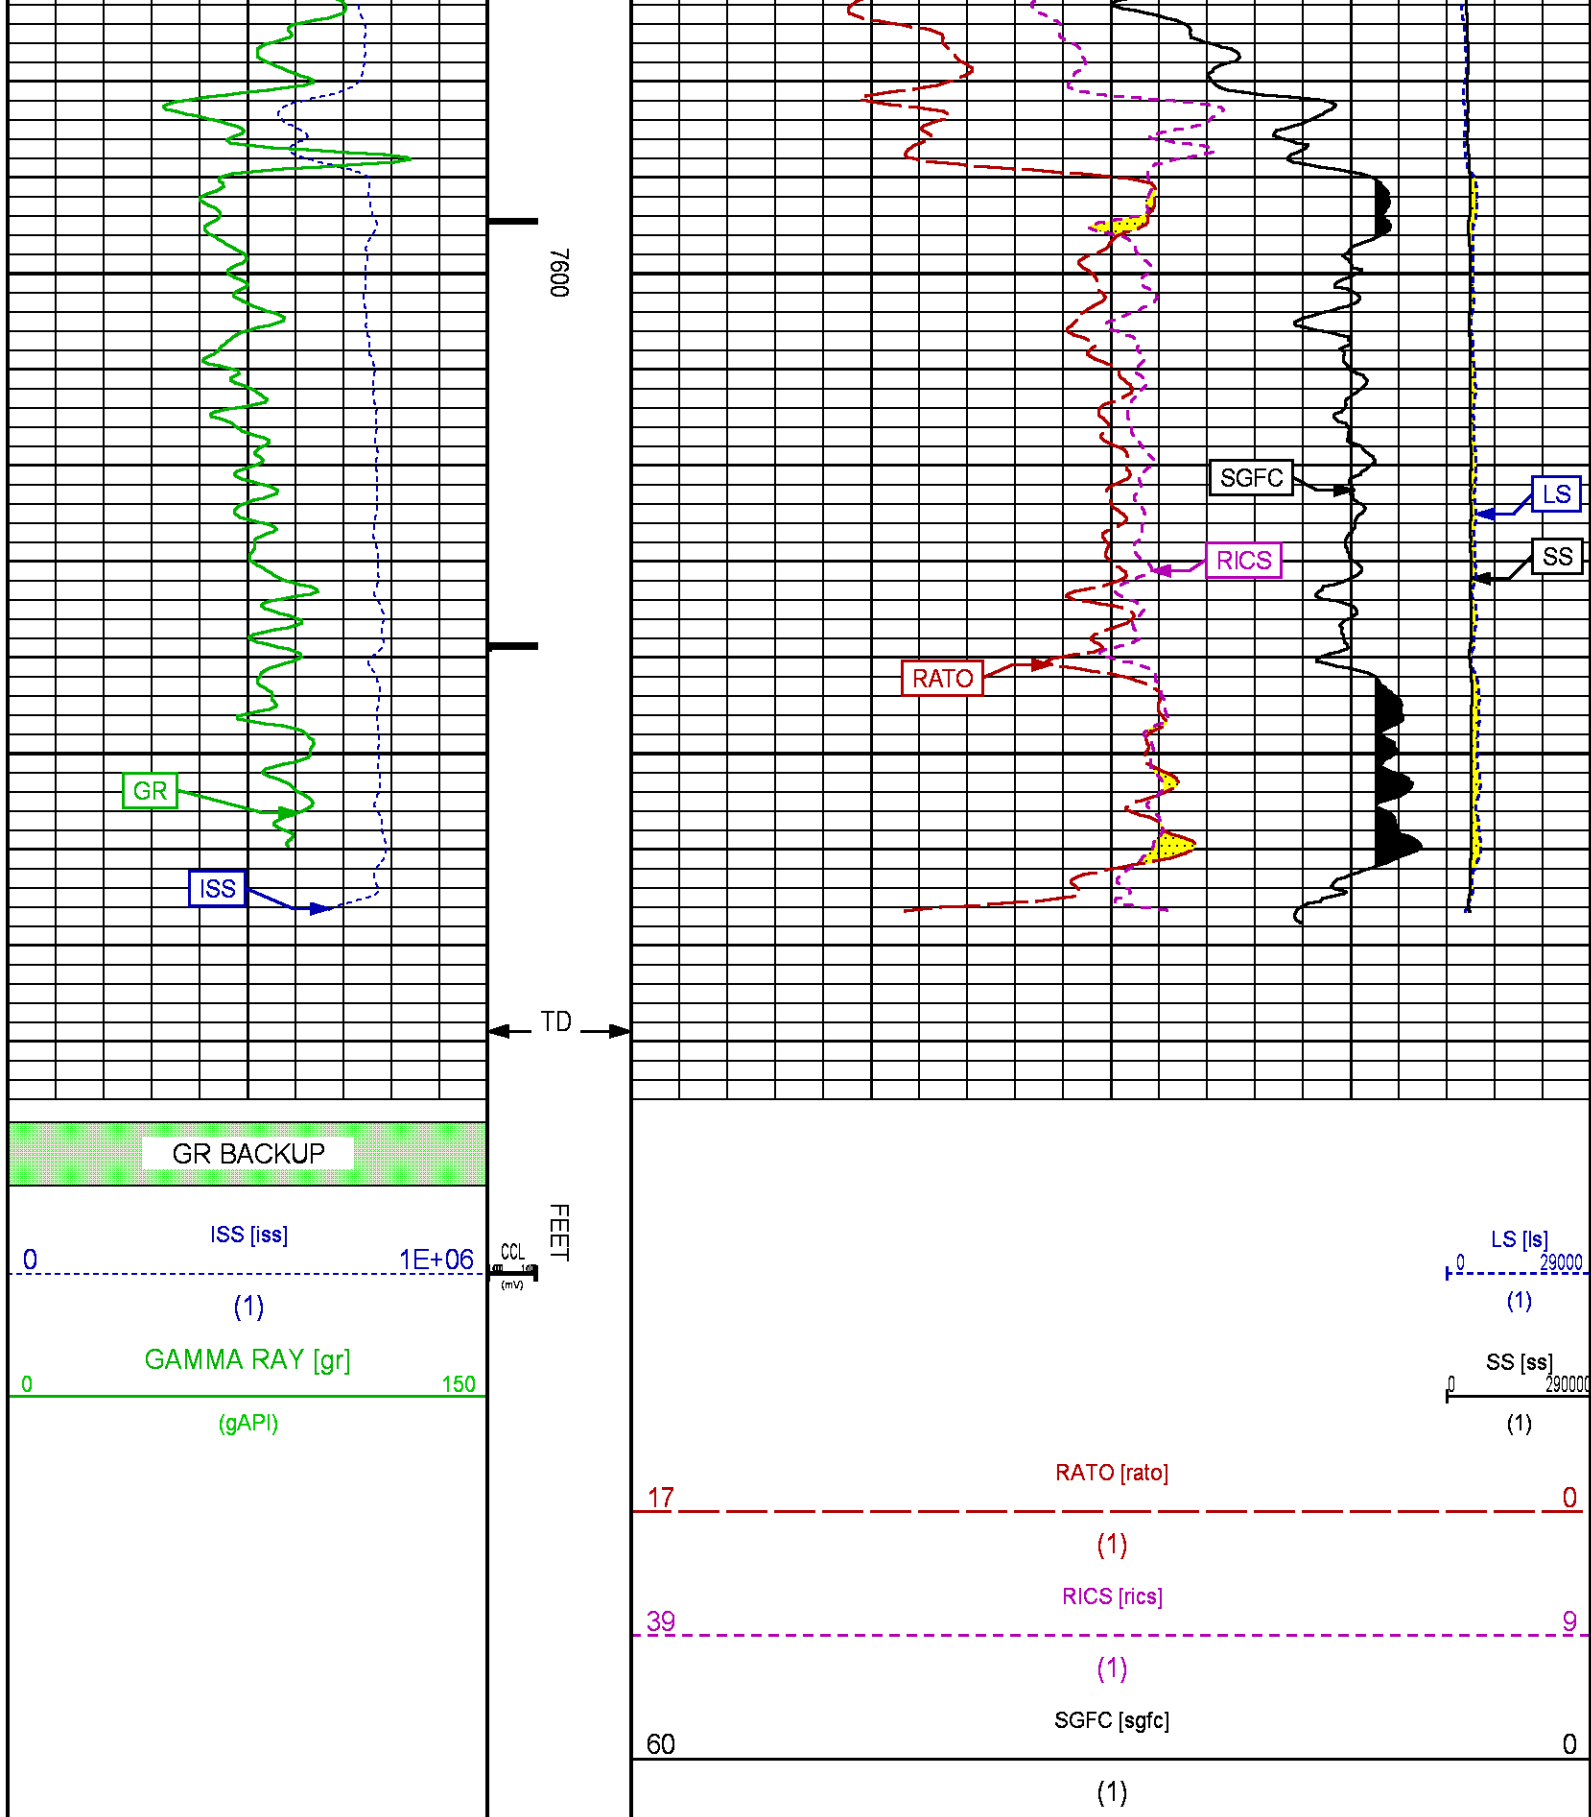 7600
SGFC
LS
SS
RICS
RATO
GR
ISS
TD
GR BACKUP
FEET
ISS [iss]
0 1E+06
(1)
CCL
(mV)
GAMMA RAY [gr]
0 150
(gAPI)
LS [ls]
0 29000
(1)
SS [ss]
0 290000
(1)
RATO [rato]
17 0
(1)
RICS [rics]
39 9
(1)
SGFC [sgfc]
60 0
(1)